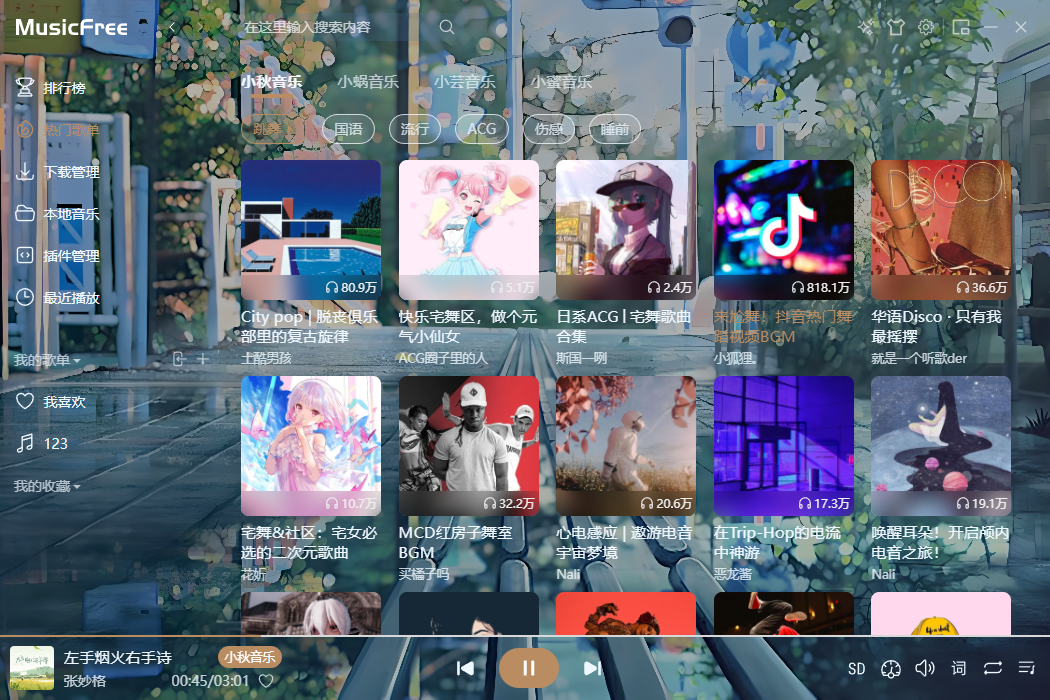 MusicFree
在这里输入搜索内容
排行榜
热门歌单
下载管理
本地音乐
插件管理
最近播放
我的歌单
我喜欢
123
我的收藏
小秋音乐 小蜗音乐 小芸音乐 小蜜音乐
跳舞 国语 流行 ACG 伤感 睡前
80.9万 5.1万 2.4万 818.1万 36.6万
DISCO
City pop | 脱丧俱乐
部里的复古旋律
土酷男孩
快乐宅舞区，做个元
气小仙女
ACG圈子里的人
日系ACG | 宅舞歌曲
合集
斯国一咧
来尬舞！抖音热门舞
蹈视频BGM
小狐狸。
华语Djsco · 只有我
最摇摆
就是一个听歌der
10.7万 32.2万 20.6万 17.3万 19.1万
宅舞&社区：宅女必
选的二次元歌曲
花妡
MCD红房子舞室
BGM
买橘子吗
心电感应 | 遨游电音
宇宙梦境
Nali
在Trip-Hop的电流
中神游
恶龙酱
唤醒耳朵！开启颅内
电音之旅！
Nali
左手烟火右手诗 小秋音乐
张妙格 00:45/03:01
SD 词